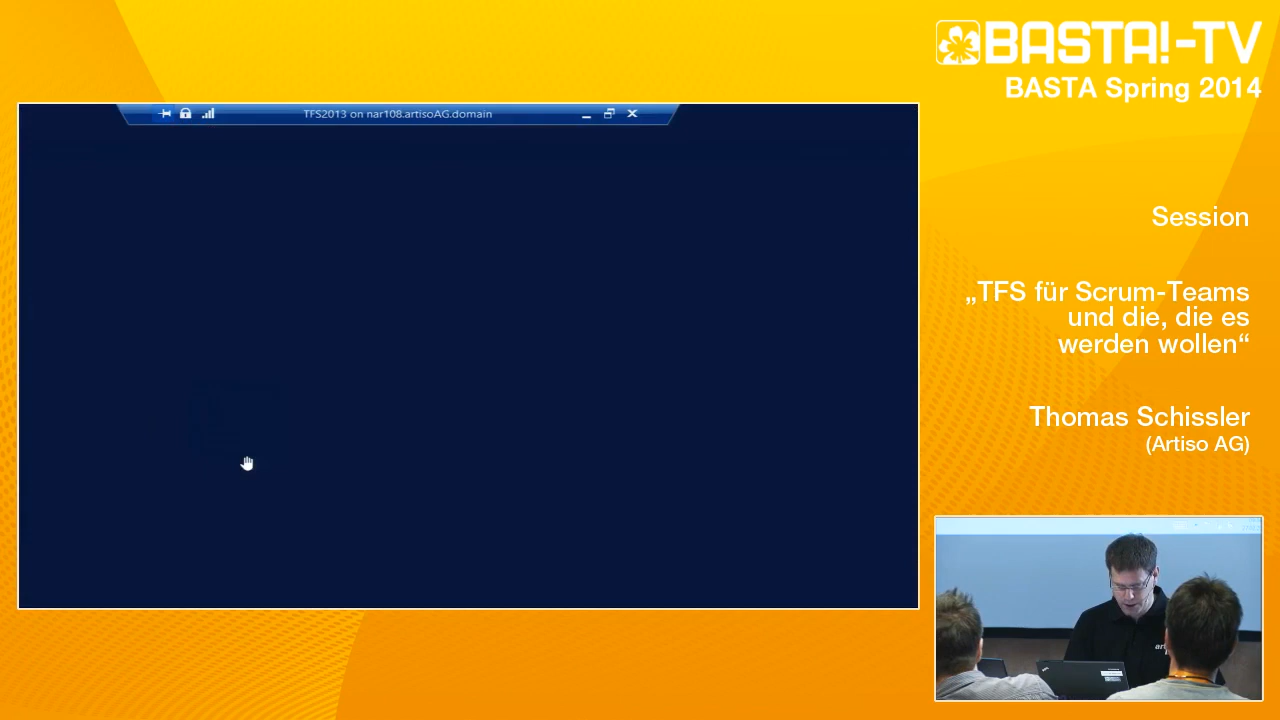 BASTA!-TV
BASTA Spring 2014
TFS2013 on nar108.artisoAG.domain
Session
„TFS für Scrum-Teams
und die, die es
werden wollen“
Thomas Schissler
(Artiso AG)